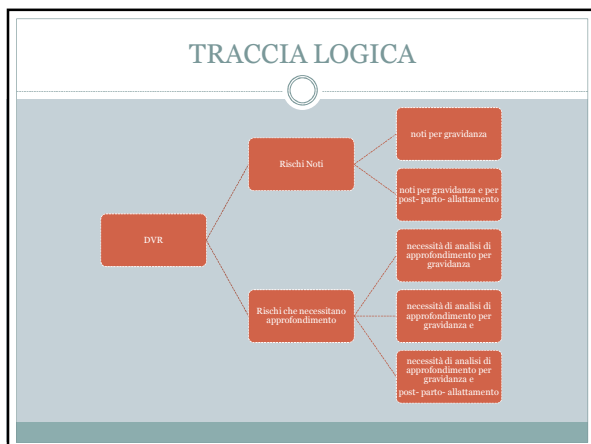 TRACCIA LOGICA
DVR
Rischi Noti
noti per gravidanza
noti per gravidanza e per
post- parto- allattamento
Rischi che necessitano
approfondimento
necessità di analisi di
approfondimento per
gravidanza
necessità di analisi di
approfondimento per
gravidanza e
necessità di analisi di
approfondimento per
gravidanza e
post- parto- allattamento